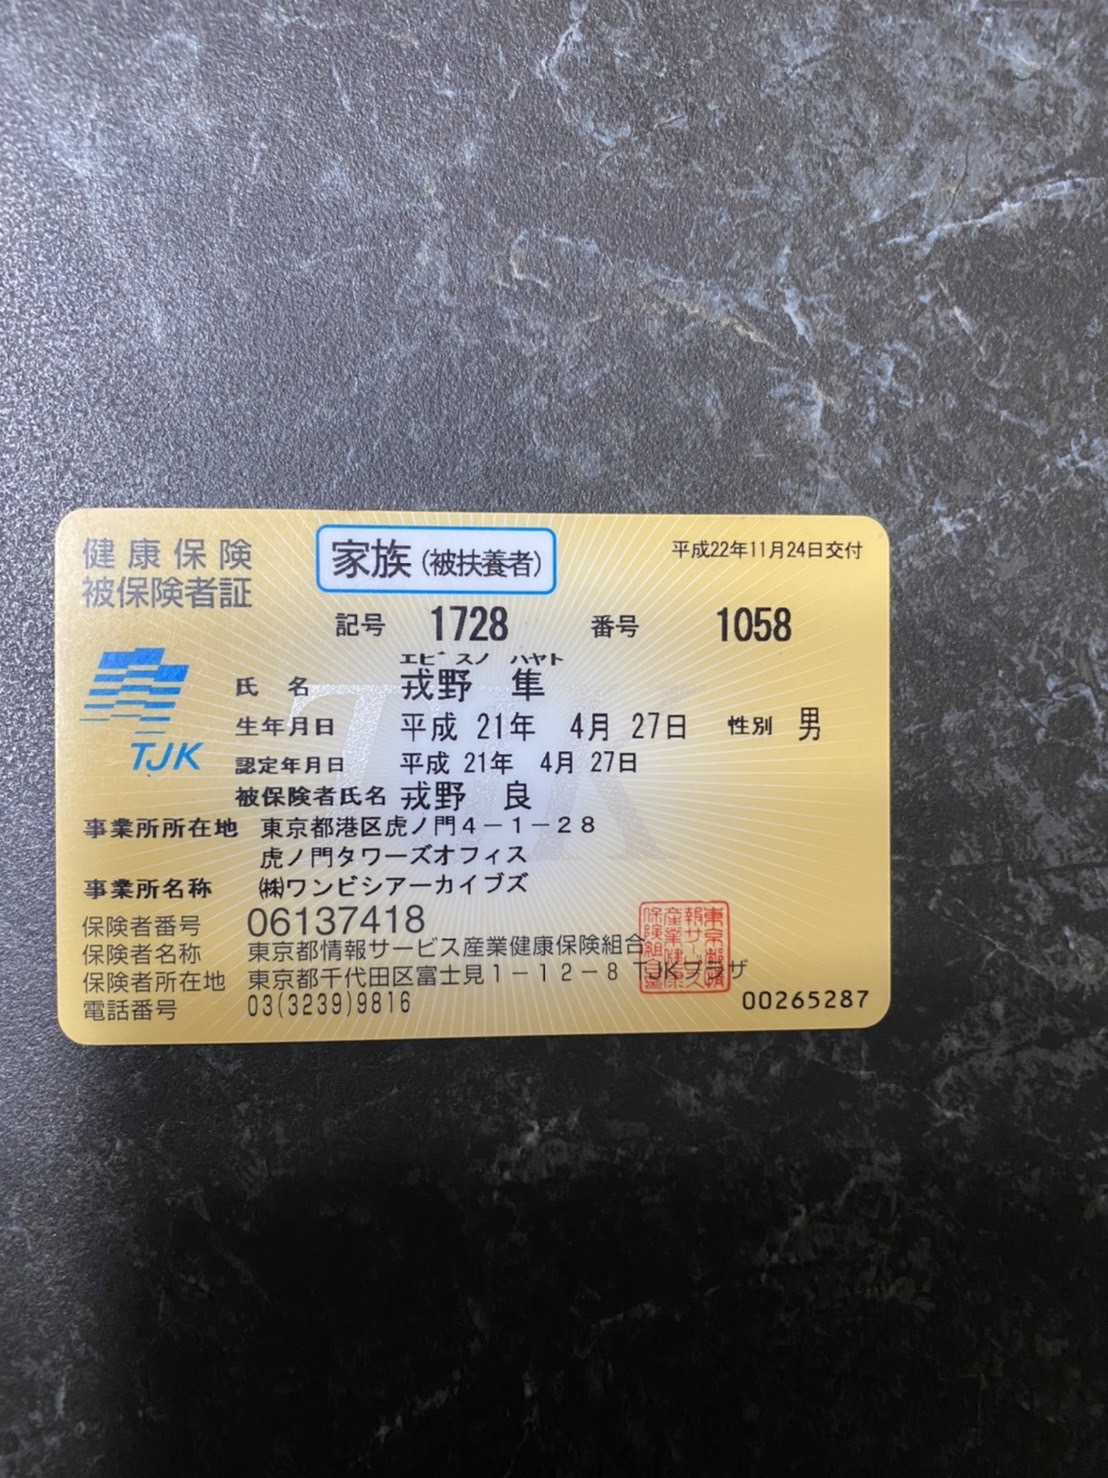 健康保険
被保険者証
家族(被扶養者)
平成22年11月24日交付
記号 1728 番号 1058
エビスノ ハヤト
氏名 戎野 隼
生年月日 平成 21年 4月 27日 性別 男
認定年月日 平成 21年 4月 27日
被保険者氏名 戎野 良
TJK
事業所所在地 東京都港区虎ノ門4-1-28
虎ノ門タワーズオフィス
事業所名称 ㈱ワンビシアーカイブズ
保険者番号 06137418
保険者名称 東京都情報サービス産業健康保険組合
保険者所在地 東京都千代田区富士見1-12-8 TJKプラザ
電話番号 03(3239)9816
00265287